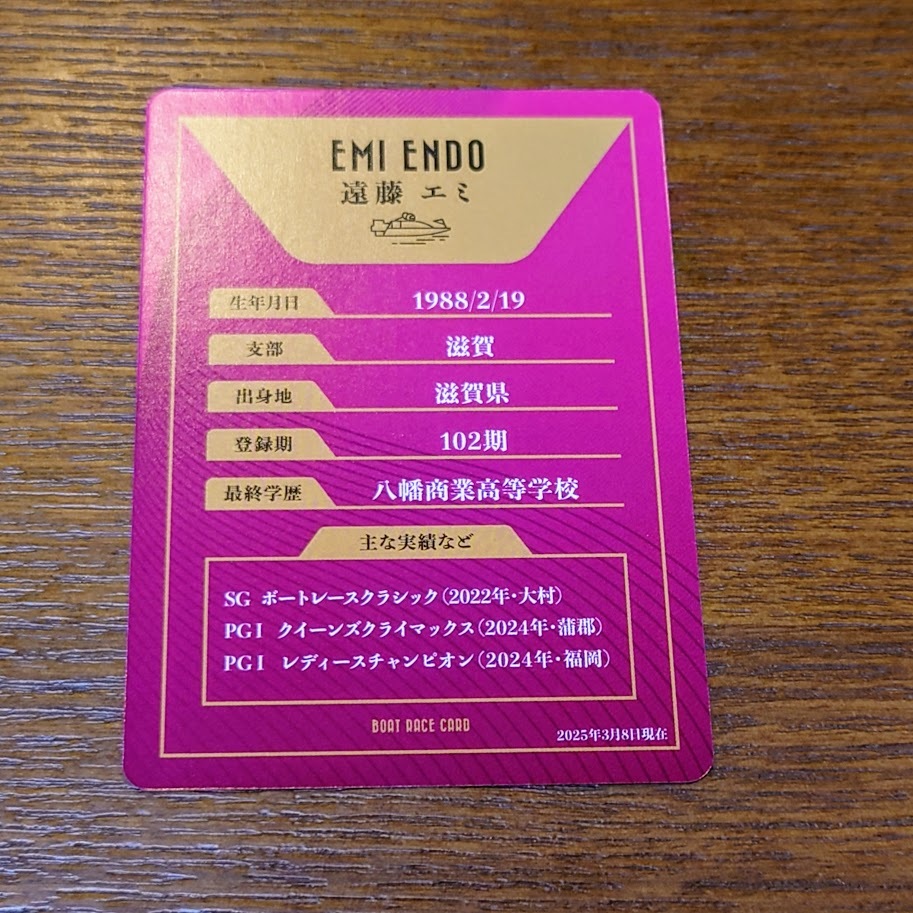 EMI ENDO
遠藤 エミ
生年月日 1988/2/19
支部 滋賀
出身地 滋賀県
登録期 102期
最終学歴 八幡商業高等学校
主な実績など
SG ボートレースクラシック(2022年・大村)
PGI クイーンズクライマックス(2024年・蒲郡)
PGI レディースチャンピオン(2024年・福岡)
BOAT RACE CARD
2025年3月8日現在